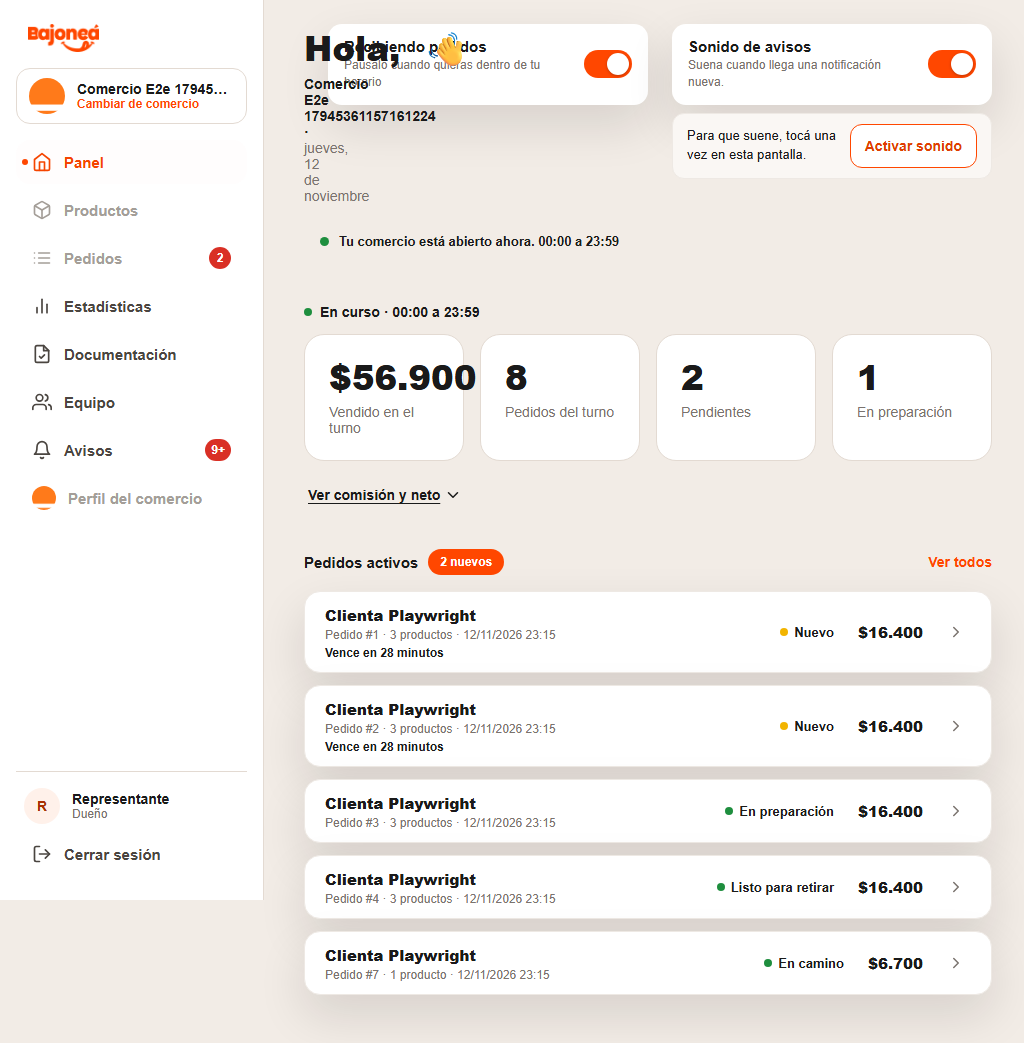 Bajoneá
Comercio E2e 17945...
Cambiar de comercio
Panel
Productos
Pedidos
2
Estadísticas
Documentación
Equipo
Avisos
9+
Perfil del comercio
R
Representante
Dueño
Cerrar sesión
Hola, 👋
Comercio
E2e
17945361157161224
·
jueves,
12
de
noviembre
Recibiendo pedidos
Pausalo cuando quieras dentro de tu
horario
Sonido de avisos
Suena cuando llega una notificación
nueva.
Para que suene, tocá una
vez en esta pantalla.
Activar sonido
Tu comercio está abierto ahora. 00:00 a 23:59
En curso · 00:00 a 23:59
$56.900
Vendido en el
turno
8
Pedidos del turno
2
Pendientes
1
En preparación
Ver comisión y neto
Pedidos activos
2 nuevos
Ver todos
Clienta Playwright
Pedido #1 · 3 productos · 12/11/2026 23:15
Vence en 28 minutos
Nuevo
$16.400
Clienta Playwright
Pedido #2 · 3 productos · 12/11/2026 23:15
Vence en 28 minutos
Nuevo
$16.400
Clienta Playwright
Pedido #3 · 3 productos · 12/11/2026 23:15
En preparación
$16.400
Clienta Playwright
Pedido #4 · 3 productos · 12/11/2026 23:15
Listo para retirar
$16.400
Clienta Playwright
Pedido #7 · 1 producto · 12/11/2026 23:15
En camino
$6.700